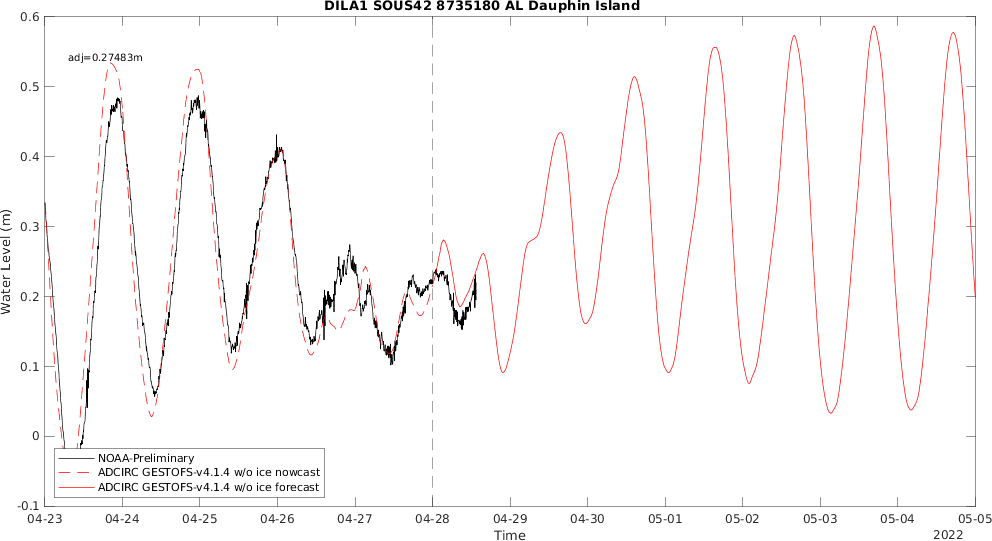 DILA1 SOUS42 8735180 AL Dauphin Island
adj=0.27483m
Water Level (m)
0.6
0.5
0.4
0.3
0.2
0.1
0
-0.1
NOAA-Preliminary
ADCIRC GESTOFS-v4.1.4 w/o ice nowcast
ADCIRC GESTOFS-v4.1.4 w/o ice forecast
04-23 04-24 04-25 04-26 04-27 04-28 04-29 04-30 05-01 05-02 05-03 05-04 05-05
Time
2022